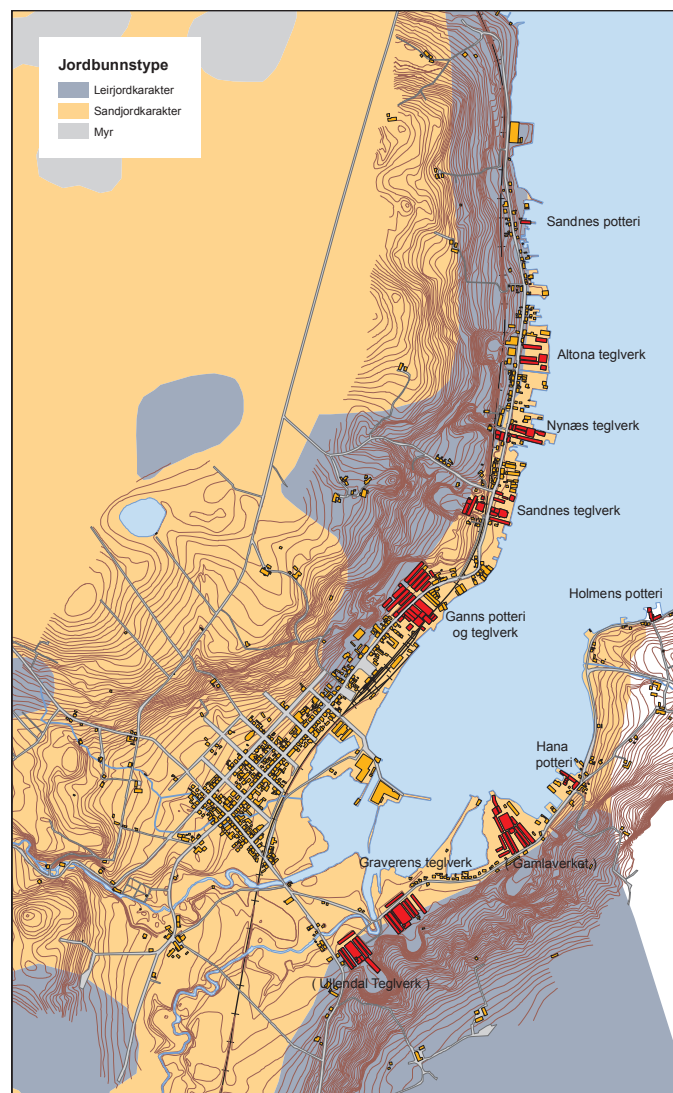 Jordbunnstype
Leirjordkarakter
Sandjordkarakter
Myr
Sandnes potteri
Altona teglverk
Nynæs teglverk
Sandnes teglverk
Holmens potteri
Ganns potteri
og teglverk
Hana
potteri
Graverens teglverk
( Gamlaverket )
( Ullendal Teglverk )